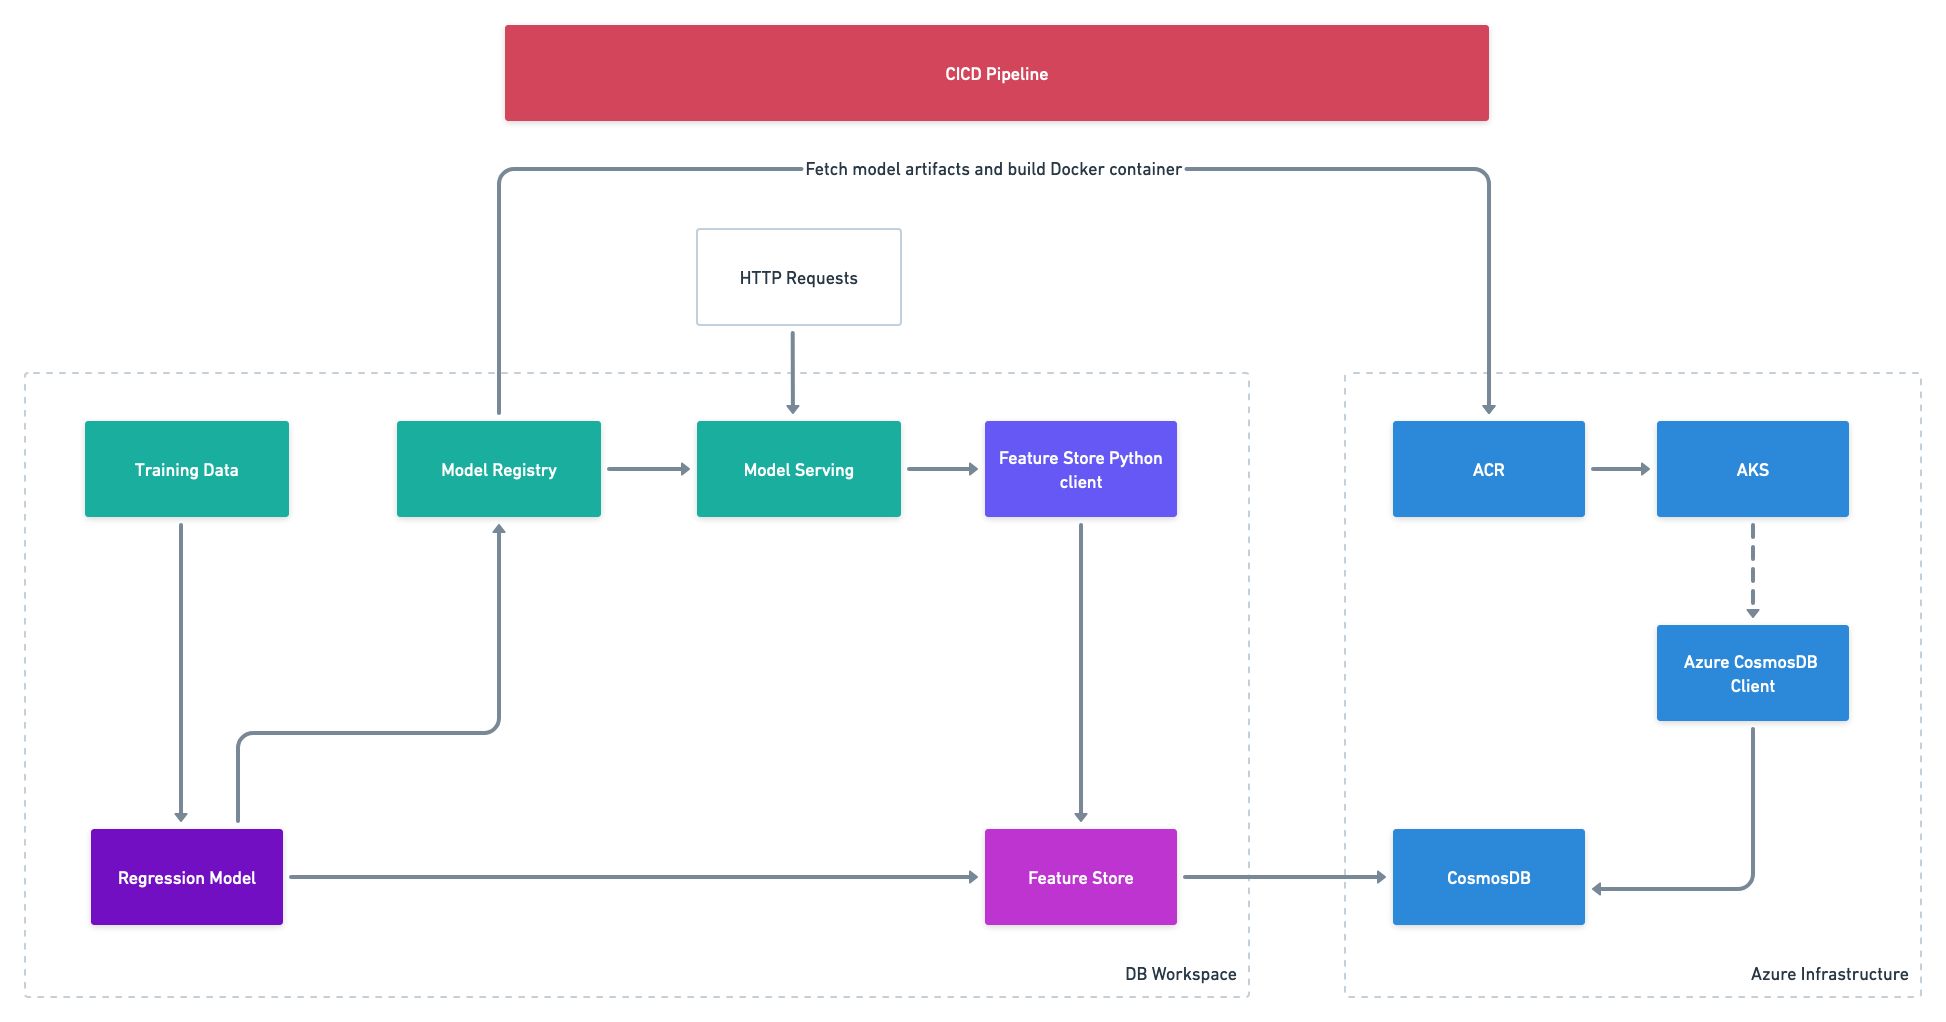 CICD Pipeline
Fetch model artifacts and build Docker container
HTTP Requests
Training Data
Model Registry
Model Serving
Feature Store Python
client
ACR
AKS
Azure CosmosDB
Client
Regression Model
Feature Store
CosmosDB
DB Workspace
Azure Infrastructure